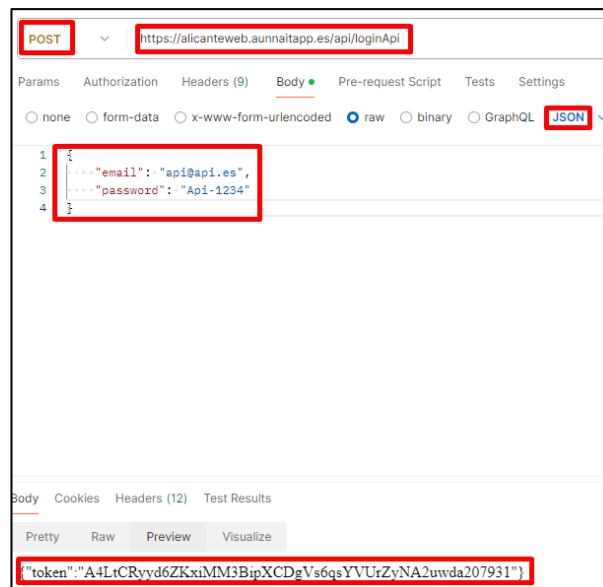 POST https://alicanteweb.aunnaitapp.es/api/loginApi
Params Authorization Headers (9) Body Pre-request Script Tests Settings
none form-data x-www-form-urlencoded raw binary GraphQL JSON
1 {
2 "email": "api@api.es",
3 "password": "Api-1234"
4 }
Body Cookies Headers (12) Test Results
Pretty Raw Preview Visualize
{"token":"A4LtCRyyd6ZKxiMM3BipXCDgVs6qsYVUrZyNA2uwda207931"}